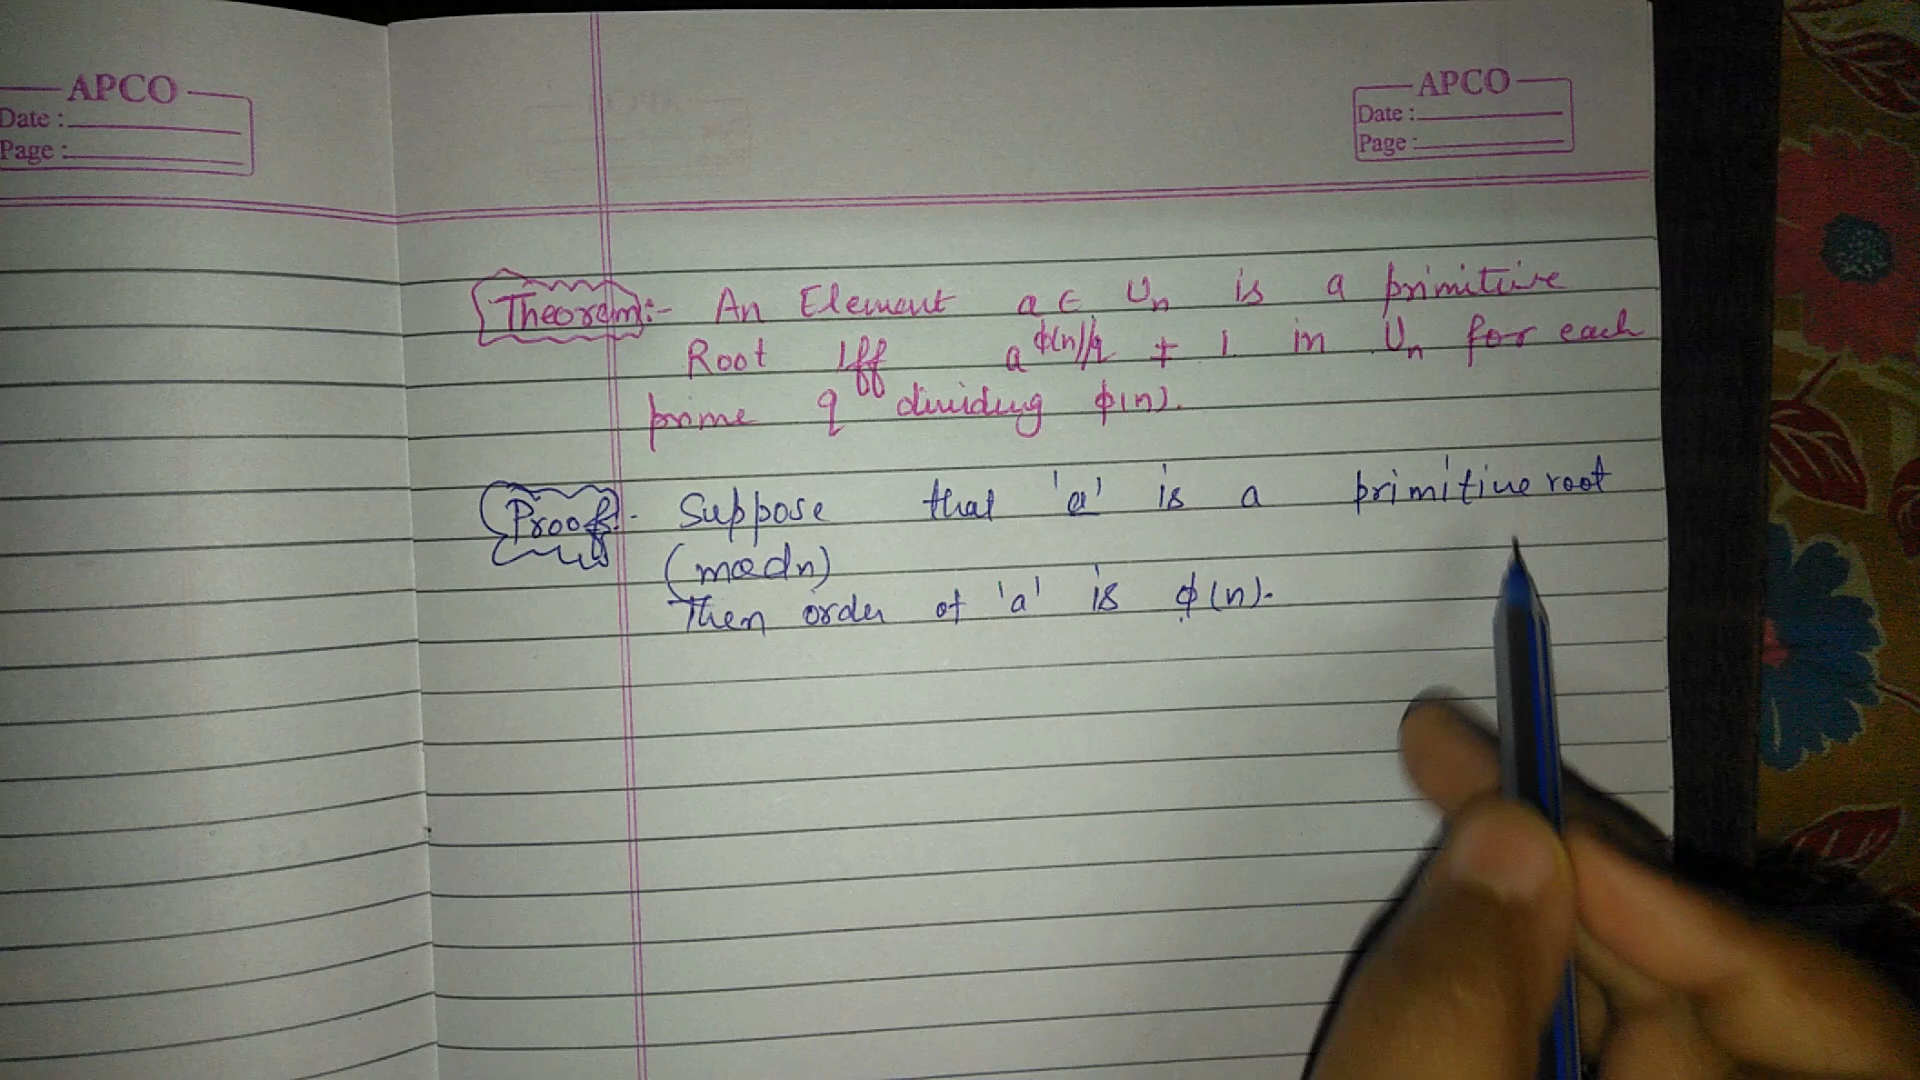 APCO
Date :
Page :
APCO
Date :
Page :
Theorem:- An Element a ∈ Un is a primitive
Root iff a^ϕ(n)/q ≠ 1 in Un for each
prime q dividing ϕ(n).
Proof:- Suppose that 'a' is a primitive root
(modn)
Then order of 'a' is ϕ(n).